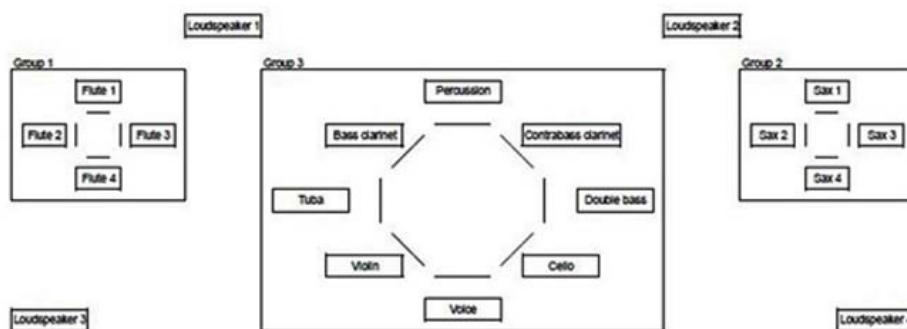 Loudspeaker 1
Loudspeaker 2
Group 1
Group 3
Group 2
Flute 1
Percussion
Sax 1
Flute 2
Flute 3
Bass clarinet
Contrabass clarinet
Sax 2
Sax 3
Flute 4
Sax 4
Tuba
Double bass
Violin
Cello
Voice
Loudspeaker 3
Loudspeaker